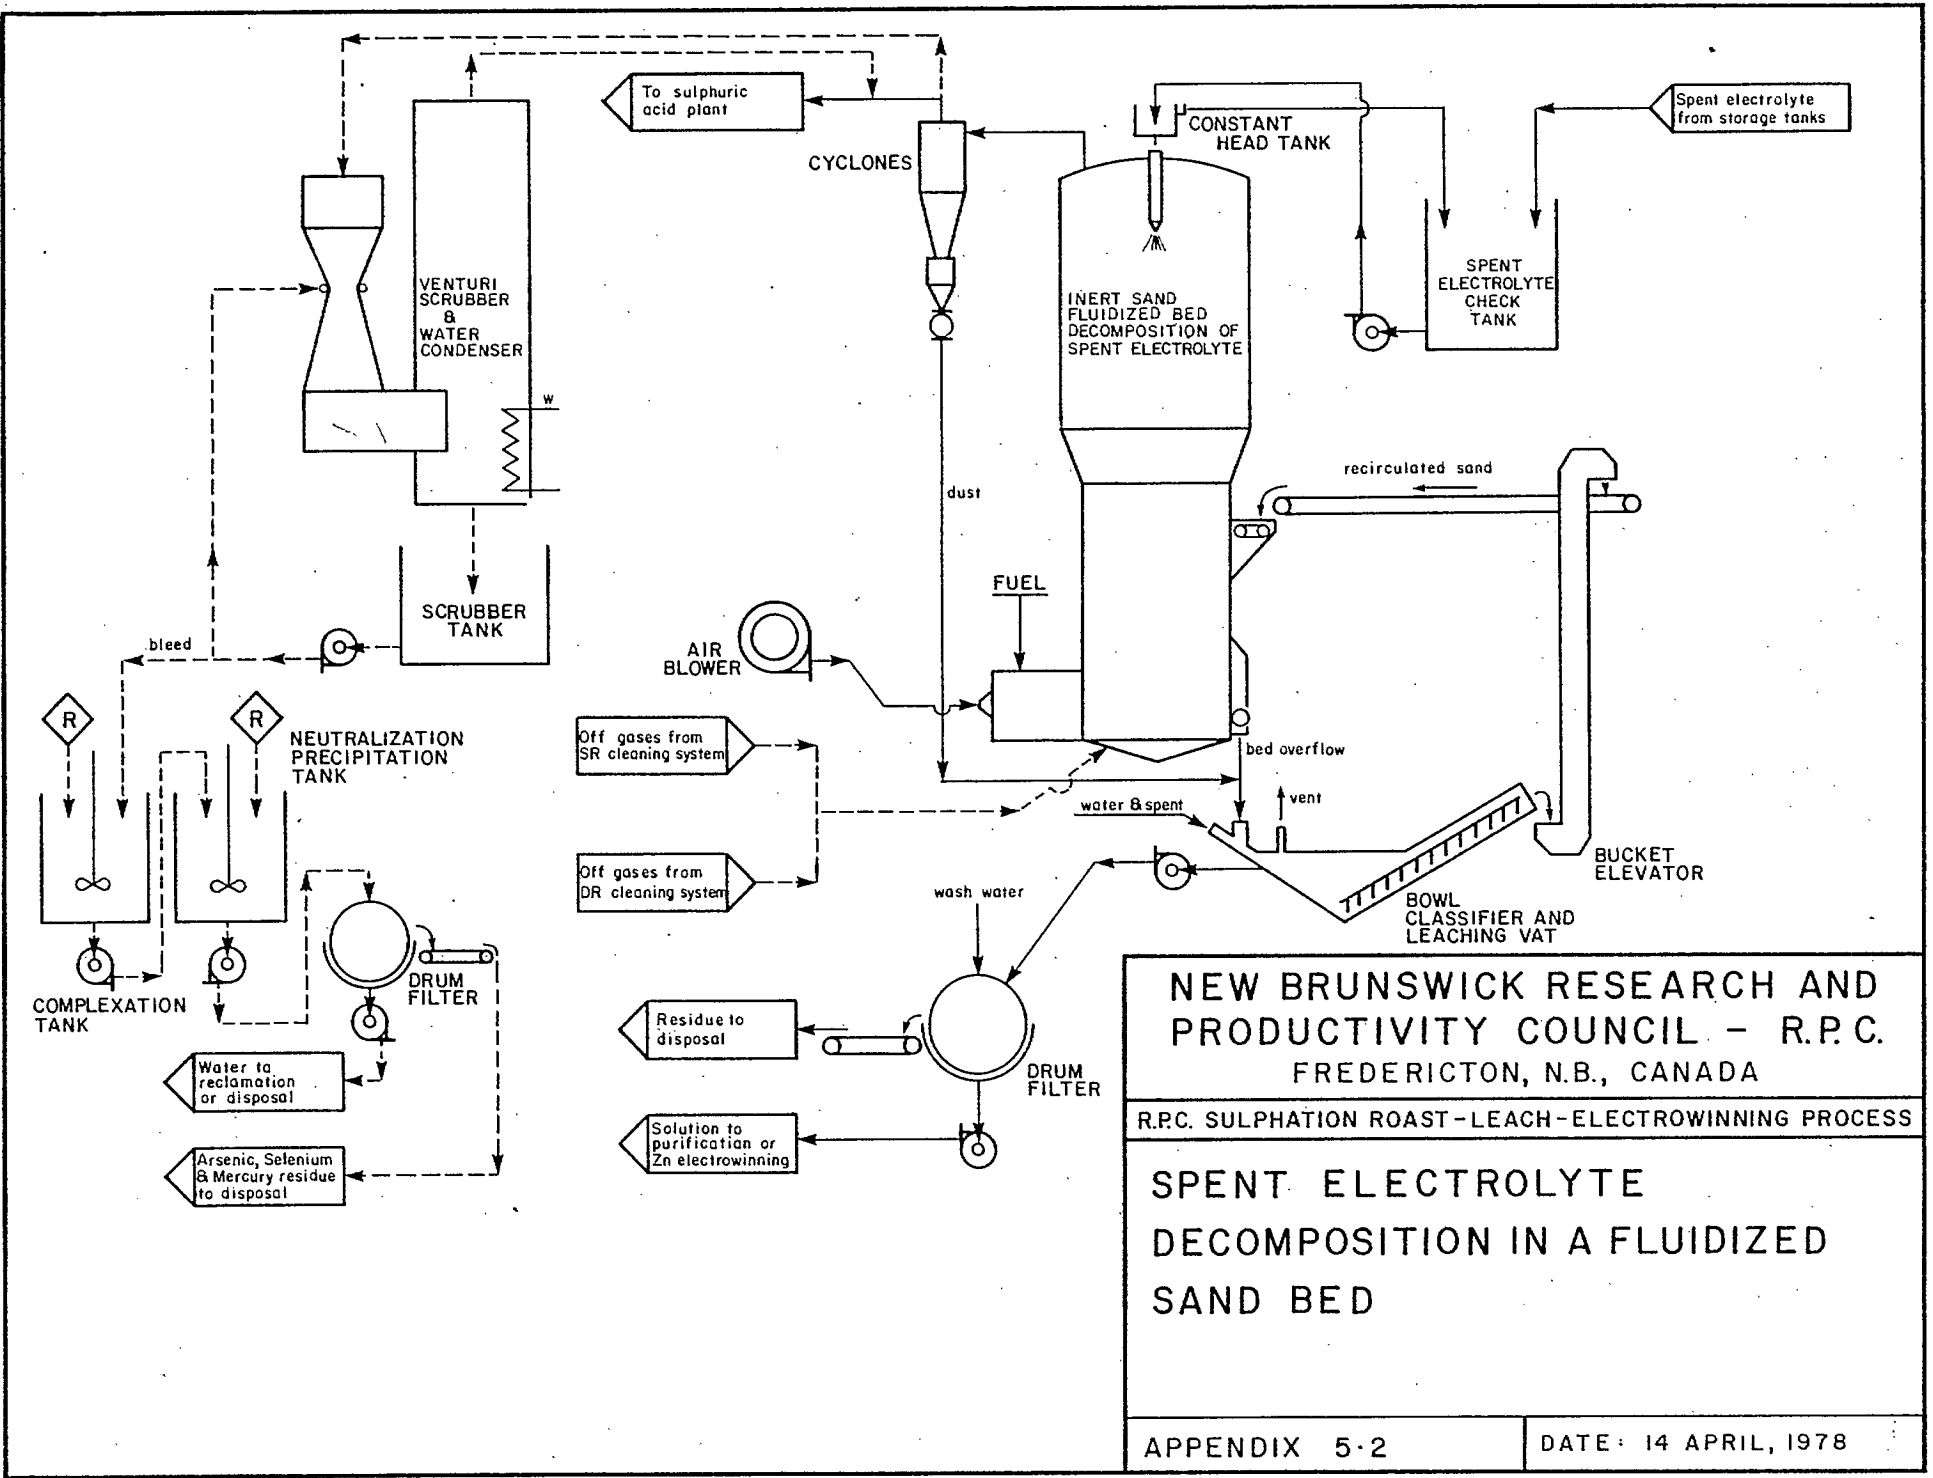 To sulphuric
acid plant
CYCLONES
CONSTANT
HEAD TANK
Spent electrolyte
from storage tanks
VENTURI
SCRUBBER
&
WATER
CONDENSER
W
INERT SAND
FLUIDIZED BED
DECOMPOSITION OF
SPENT ELECTROLYTE
SPENT
ELECTROLYTE
CHECK
TANK
recirculated sand
dust
FUEL
SCRUBBER
TANK
bleed
AIR
BLOWER
R
R
NEUTRALIZATION
PRECIPITATION
TANK
Off gases from
SR cleaning system
bed overflow
water & spent
vent
Off gases from
DR cleaning system
wash water
BUCKET
ELEVATOR
BOWL
CLASSIFIER AND
LEACHING VAT
COMPLEXATION
TANK
DRUM
FILTER
Water to
reclamation
or disposal
Residue to
disposal
DRUM
FILTER
Solution to
purification or
Zn electrowinning
Arsenic, Selenium
& Mercury residue
to disposal
NEW BRUNSWICK RESEARCH AND
PRODUCTIVITY COUNCIL - R.P.C.
FREDERICTON, N.B., CANADA
R.P.C. SULPHATION ROAST-LEACH-ELECTROWINNING PROCESS
SPENT ELECTROLYTE
DECOMPOSITION IN A FLUIDIZED
SAND BED
APPENDIX 5·2
DATE: 14 APRIL, 1978